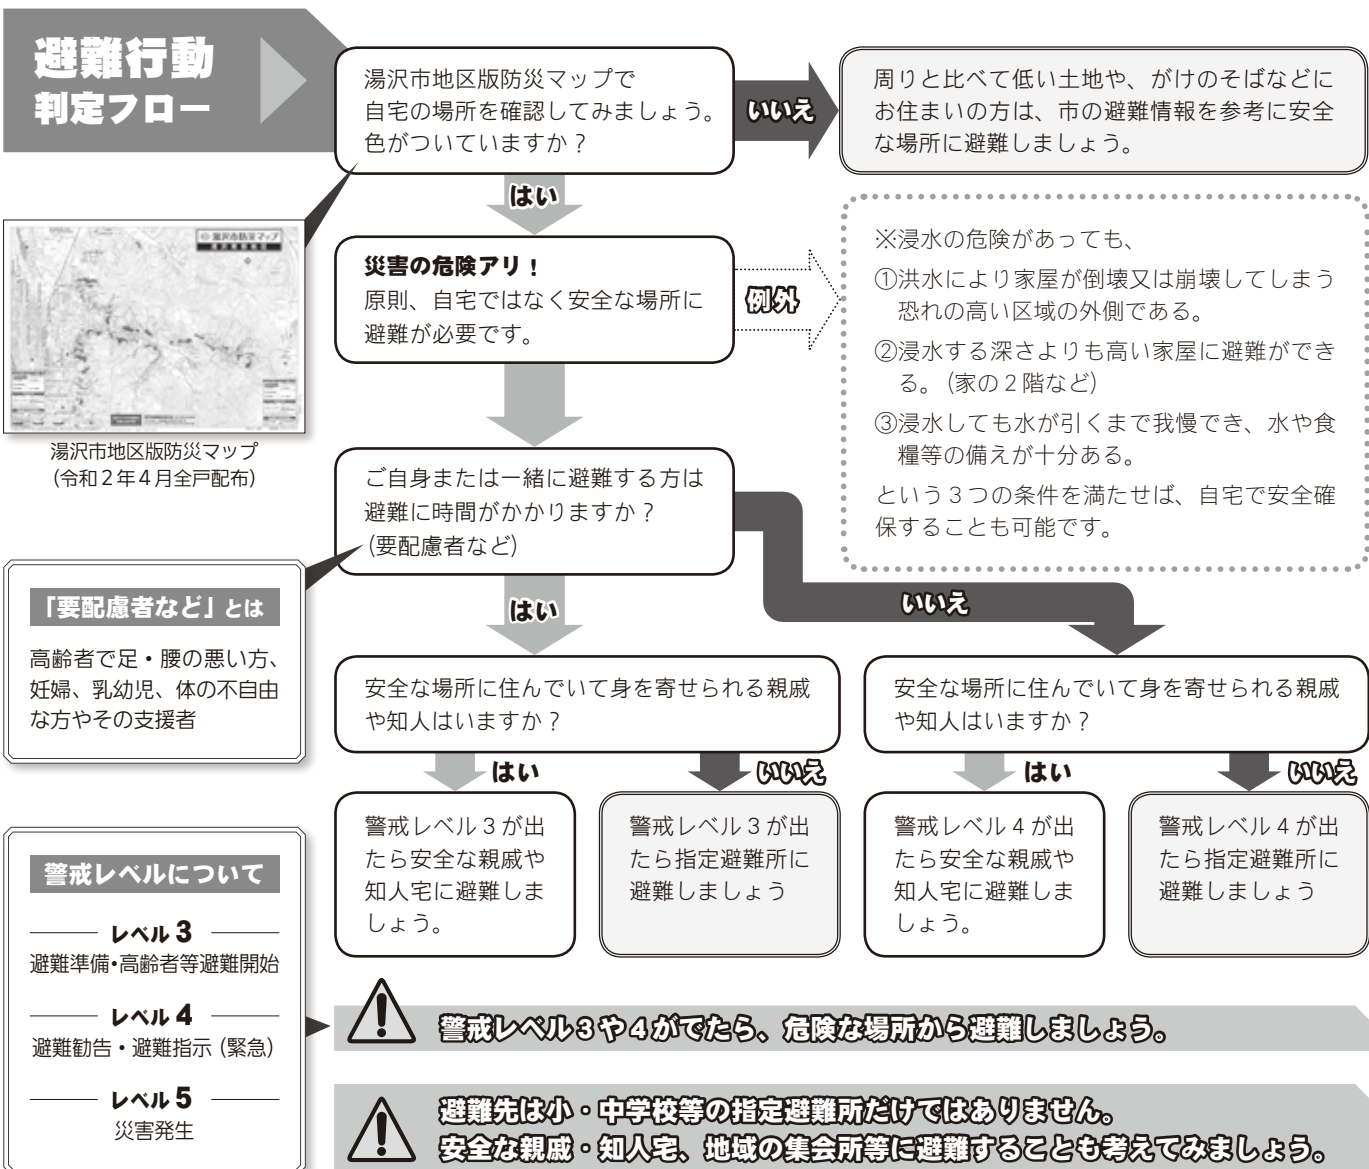 避難行動
判定フロー
湯沢市地区版防災マップで
自宅の場所を確認してみましょう。
色がついていますか？
いいえ
周りと比べて低い土地や、がけのそばなどに
お住まいの方は、市の避難情報を参考に安全
な場所に避難しましょう。
はい
湯沢市防災マップ
湯沢市地区版防災マップ
(令和２年４月全戸配布)
災害の危険アリ！
原則、自宅ではなく安全な場所に
避難が必要です。
例外
※浸水の危険があっても、
①洪水により家屋が倒壊又は崩壊してしまう
恐れの高い区域の外側である。
②浸水する深さよりも高い家屋に避難ができ
る。(家の２階など)
③浸水しても水が引くまで我慢でき、水や食
糧等の備えが十分ある。
という３つの条件を満たせば、自宅で安全確
保することも可能です。
ご自身または一緒に避難する方は
避難に時間がかかりますか？
(要配慮者など)
「要配慮者など」とは
高齢者で足・腰の悪い方、
妊婦、乳幼児、体の不自由
な方やその支援者
はい
いいえ
安全な場所に住んでいて身を寄せられる親戚
や知人はいますか？
安全な場所に住んでいて身を寄せられる親戚
や知人はいますか？
はい
いいえ
はい
いいえ
警戒レベル３が出
たら安全な親戚や
知人宅に避難しま
しょう。
警戒レベル３が出
たら指定避難所に
避難しましょう
警戒レベル４が出
たら安全な親戚や
知人宅に避難しま
しょう。
警戒レベル４が出
たら指定避難所に
避難しましょう
警戒レベルについて
レベル 3
避難準備・高齢者等避難開始
レベル 4
避難勧告・避難指示 (緊急)
レベル 5
災害発生
警戒レベル３や４がでたら、危険な場所から避難しましょう。
避難先は小・中学校等の指定避難所だけではありません。
安全な親戚・知人宅、地域の集会所等に避難することも考えてみましょう。